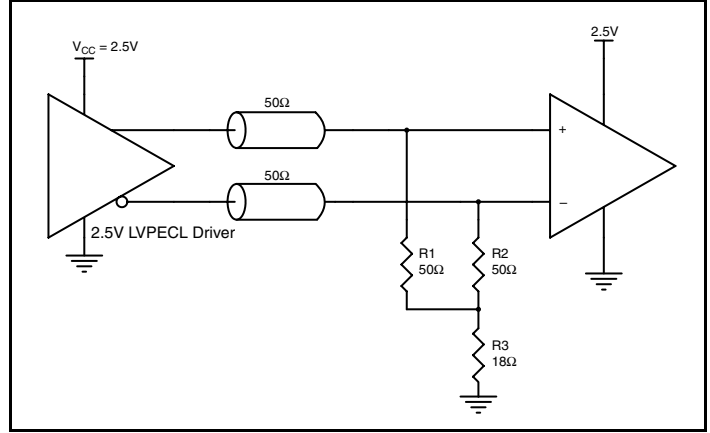 V_CC = 2.5V
2.5V
50Ω
50Ω
+
−
2.5V LVPECL Driver
R1
50Ω
R2
50Ω
R3
18Ω